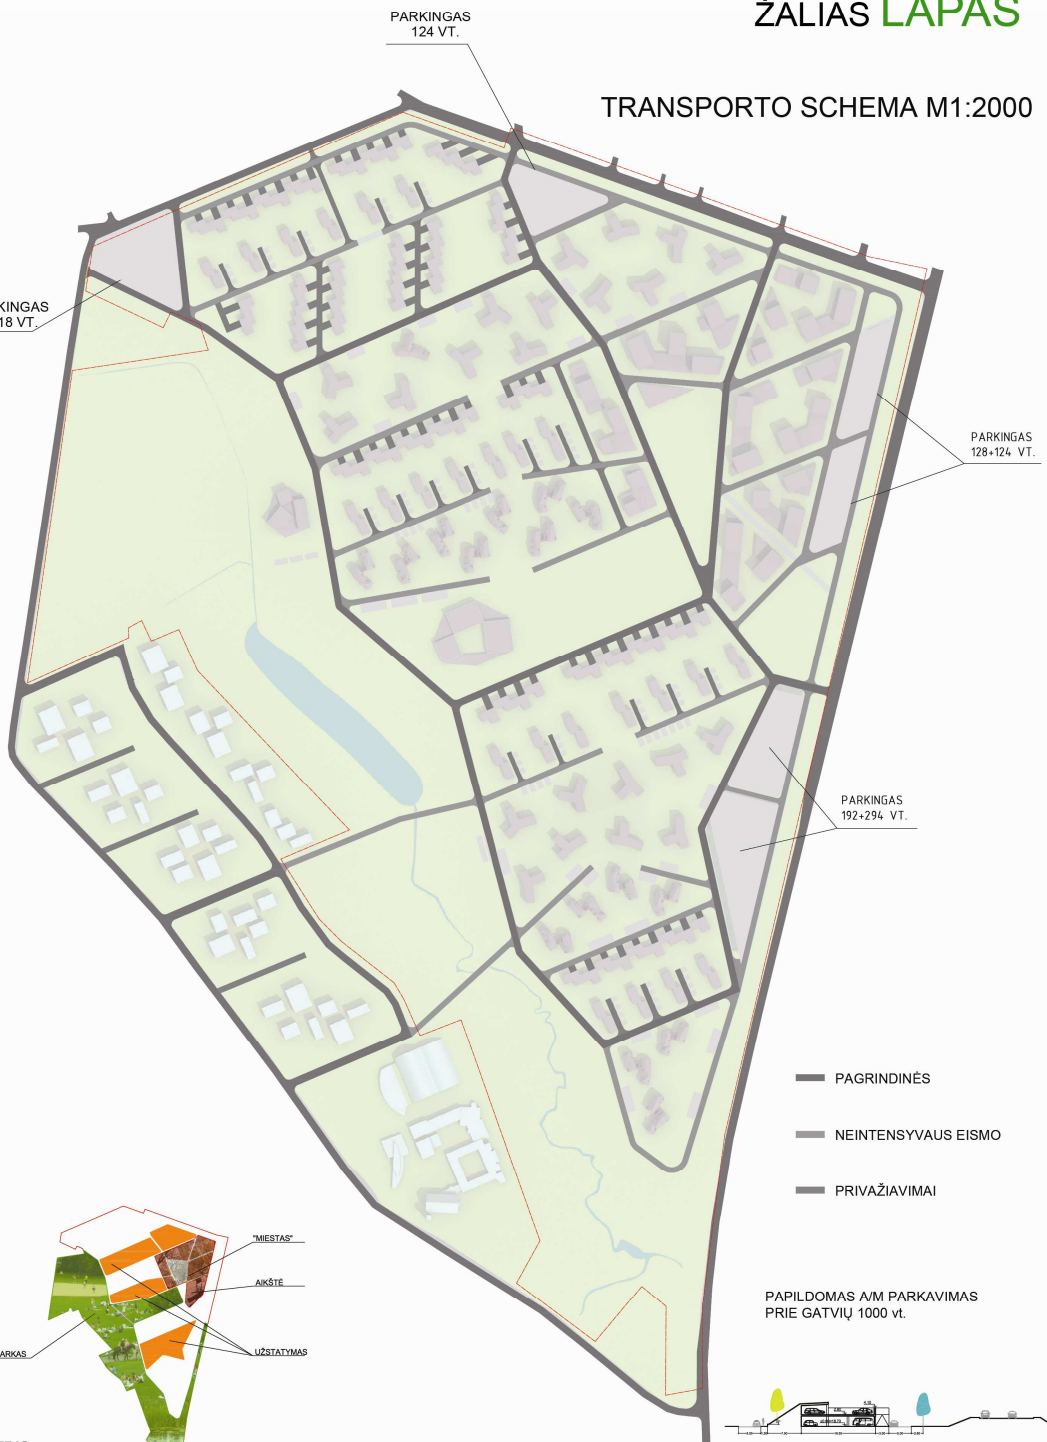 ŽALIAS LAPAS
PARKINGAS
124 VT.
TRANSPORTO SCHEMA M1:2000
KINGAS
18 VT.
PARKINGAS
128+124 VT.
PARKINGAS
192+294 VT.
PAGRINDINĖS
NEINTENSYVAUS EISMO
PRIVAŽIAVIMAI
"MIESTAS"
AIKŠTĖ
UŽSTATYMAS
ARKAS
PAPILDOMAS A/M PARKAVIMAS
PRIE GATVIŲ 1000 vt.